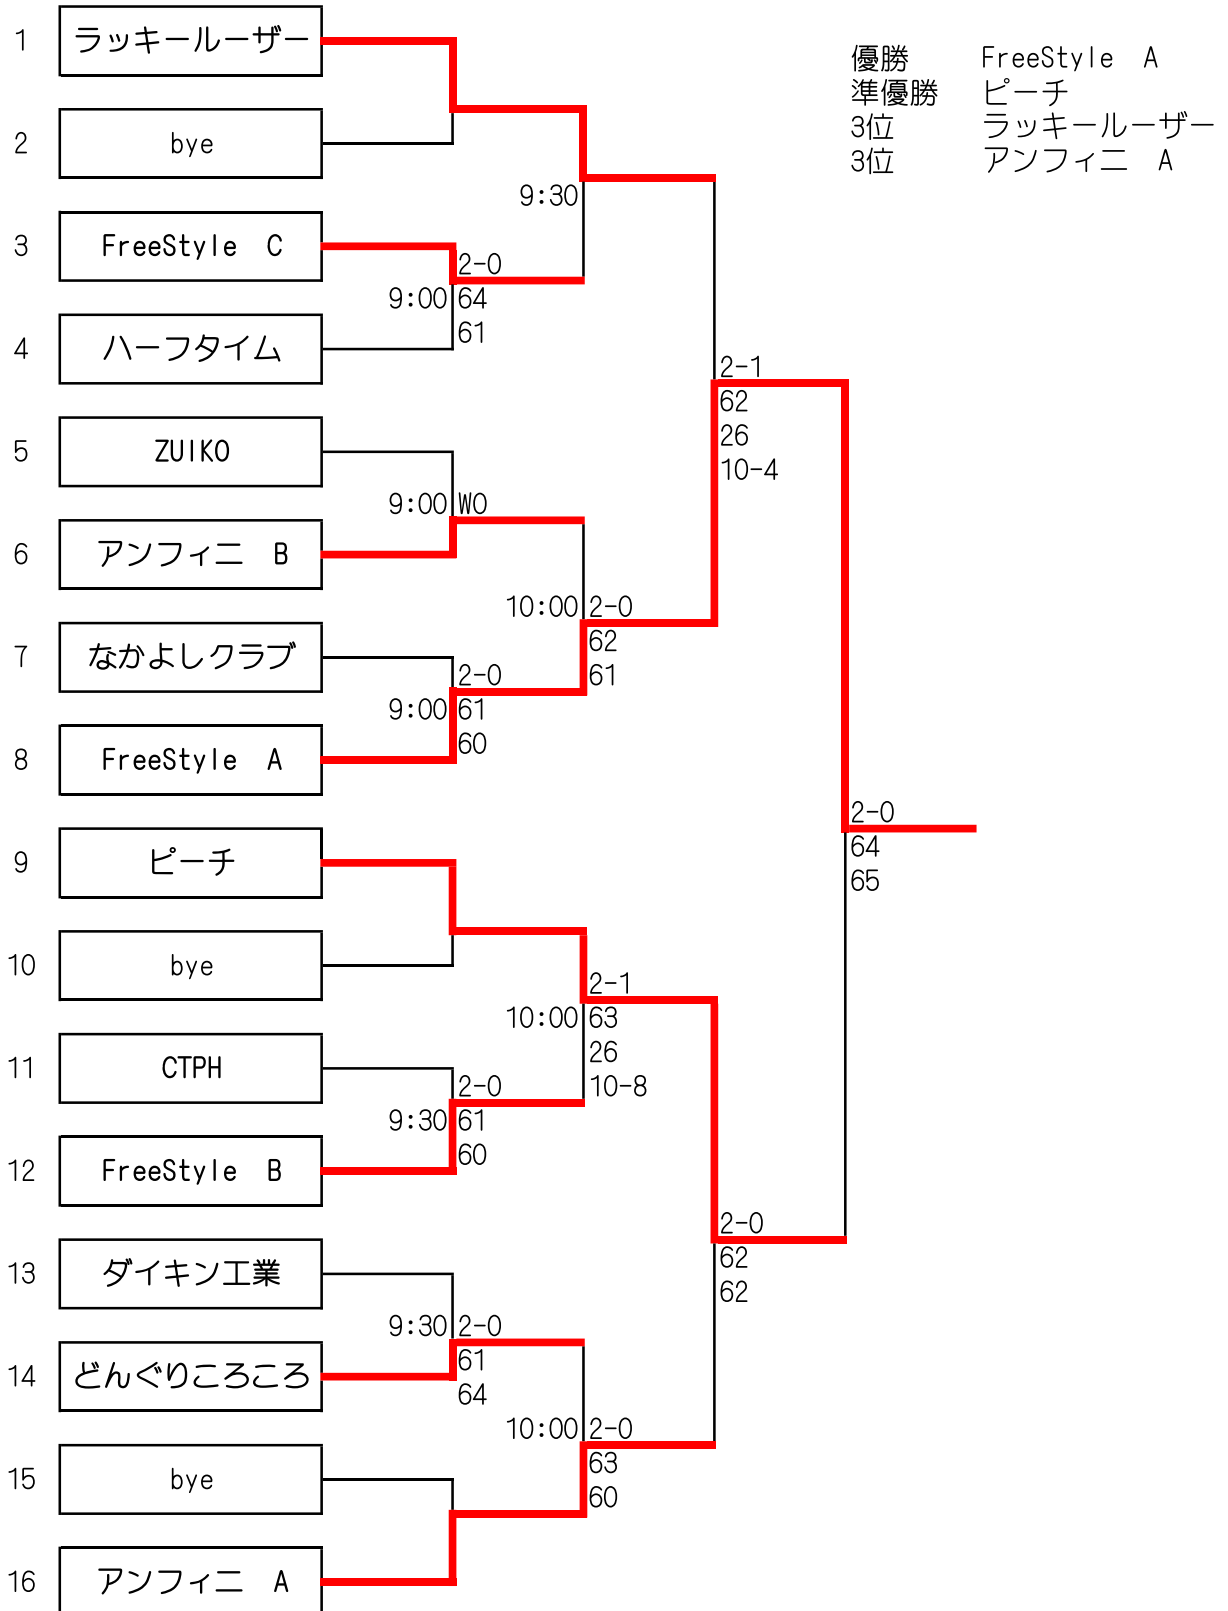 1 ラッキールーザー
2 bye
3 FreeStyle C
4 ハーフタイム
5 ZUIKO
6 アンフィニ B
7 なかよしクラブ
8 FreeStyle A
9 ピーチ
10 bye
11 CTPH
12 FreeStyle B
13 ダイキン工業
14 どんぐりころころ
15 bye
16 アンフィニ A
2-0
9:00 64
61
9:00 WO
2-0
9:00 61
60
2-0
9:30 61
60
9:30 2-0
61
64
9:30
10:00 2-0
62
61
2-1
10:00 63
26
10-8
10:00 2-0
63
60
2-1
62
26
10-4
2-0
62
62
2-0
64
65
優勝 FreeStyle A
準優勝 ピーチ
3位 ラッキールーザー
3位 アンフィニ A